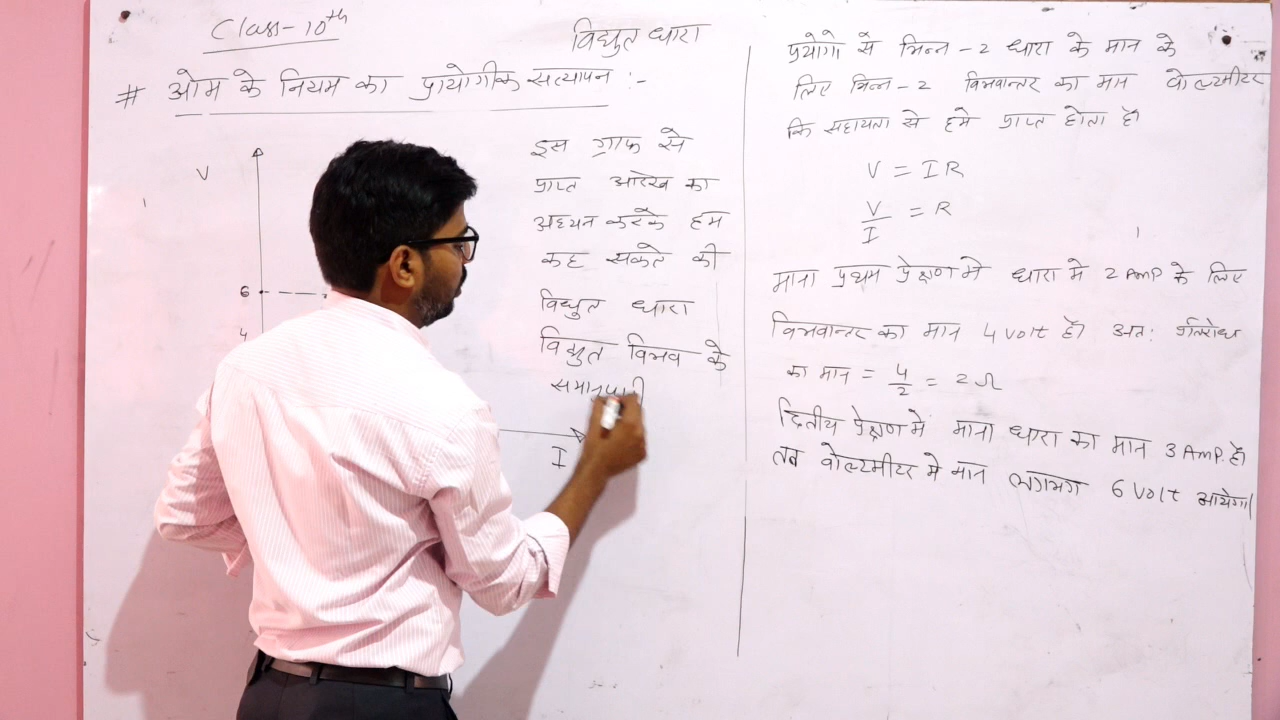 Class-10th
विद्युत धारा
# ओम के नियम का प्रायोगीक सत्यापन :-
V
6
4
I
इस ग्राफ से
प्राप्त आरेख का
अध्यन करके हम
कह सकते की
विद्युत धारा
विद्युत विभव के
समानुपाती
प्रयोगो से भिन्न-2 धारा के मान के
लिए भिन्न-2 विभवान्तर का मान वोल्टमीटर
कि सहायता से हमे प्राप्त होता है।
V = IR
V/I = R
माना प्रथम प्रेक्षण मे धारा मे 2 Amp के लिए
विभवान्तर का मान 4 volt है। अत: प्रतिरोध
का मान = 4/2 = 2 Ω
द्वितीय प्रेक्षण मे माना धारा का मान 3 Amp. है।
तब वोल्टमीटर मे मान लगभग 6 Volt आयेगा।